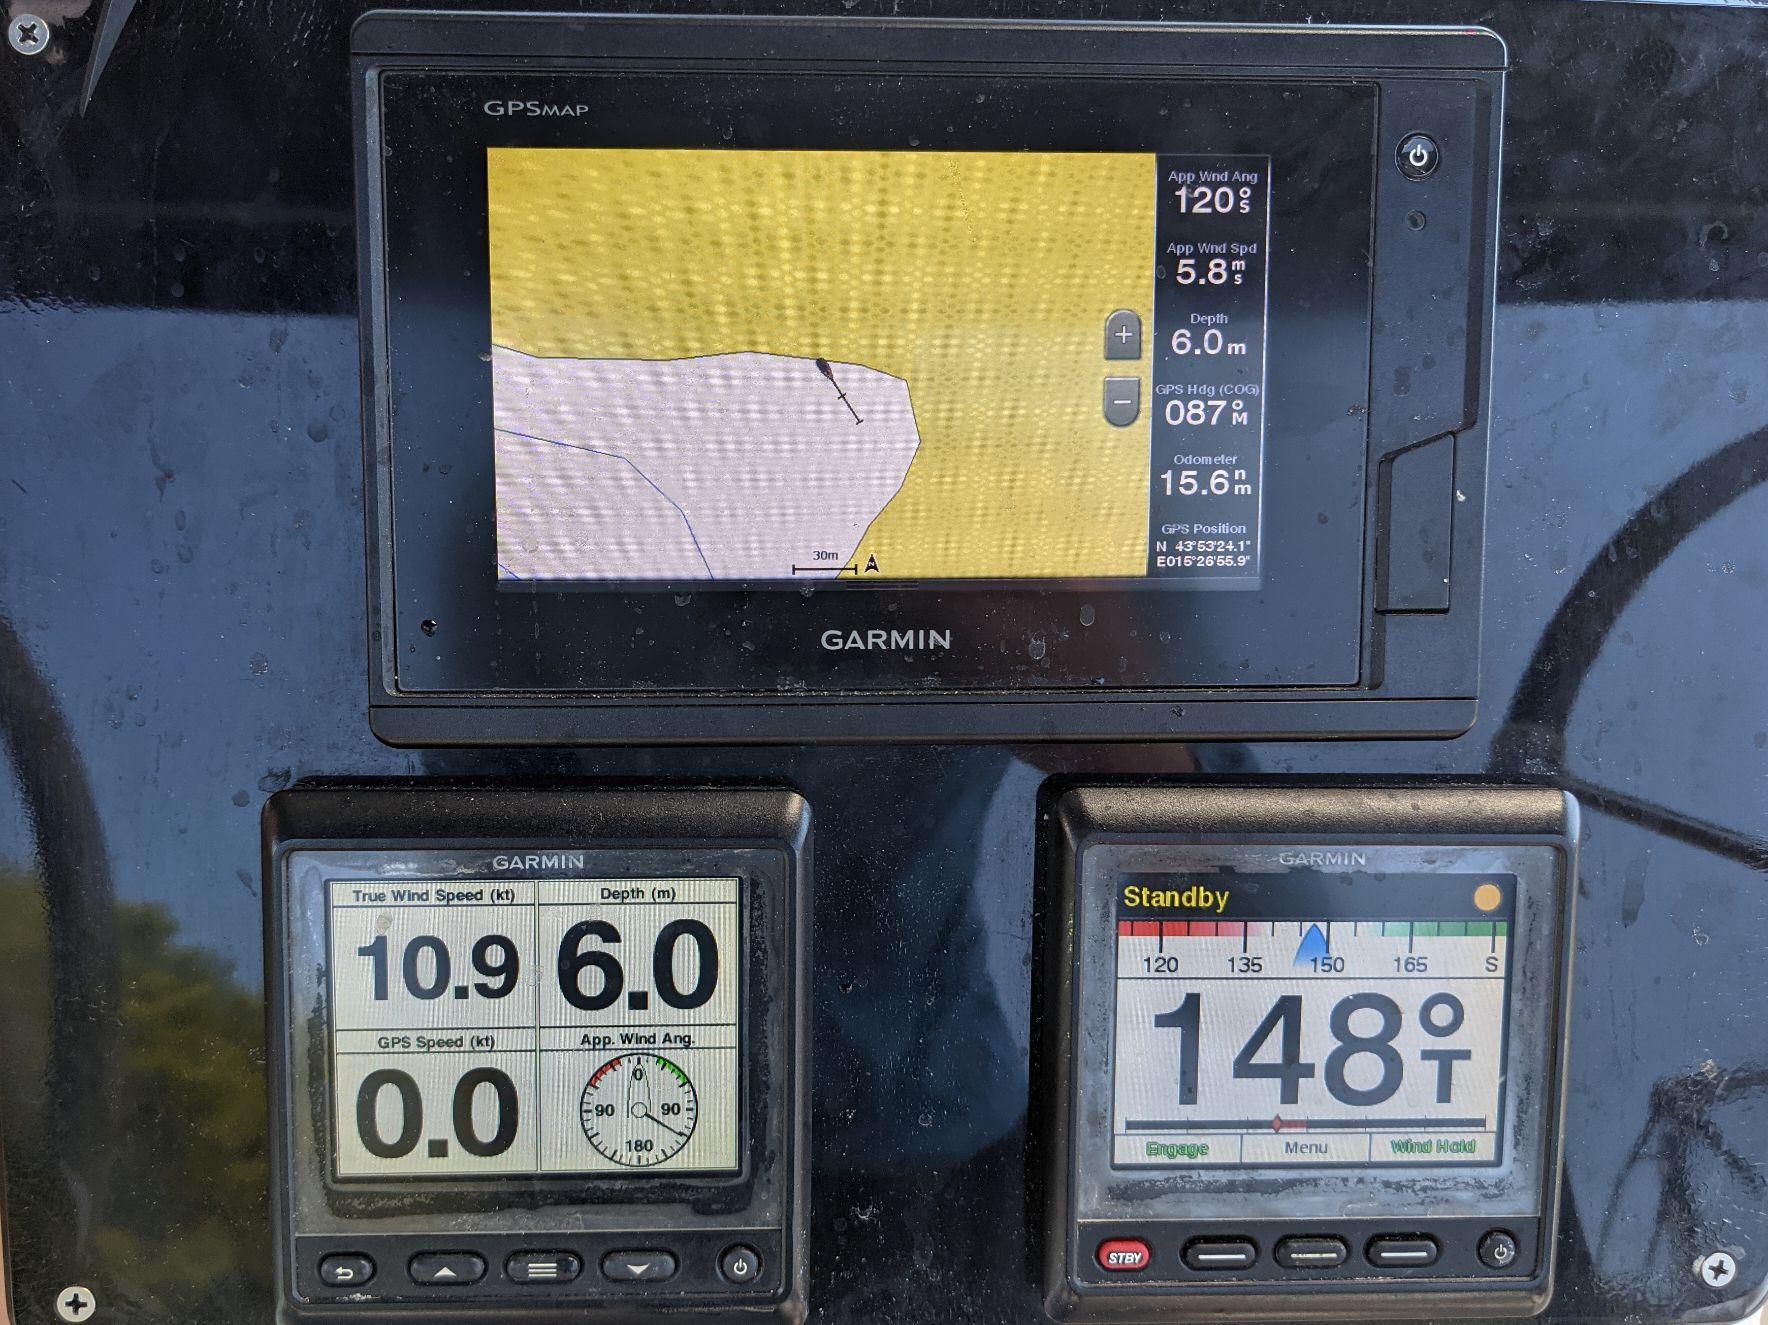 GPSMAP
App Wnd Ang
120°S
App Wnd Spd
5.8 m/s
Depth
6.0 m
GPS Hdg (COG)
087°M
Odometer
15.6 nm
GPS Position
N 43°53'24.1"
E015°26'55.9"
+
−
30m
N
GARMIN
GARMIN
True Wind Speed (kt)
Depth (m)
10.9
6.0
GPS Speed (kt)
App. Wind Ang.
0.0
0
90 90
180
GARMIN
Standby
120 135 150 165 S
148°T
Engage Menu Wind Hold
STBY